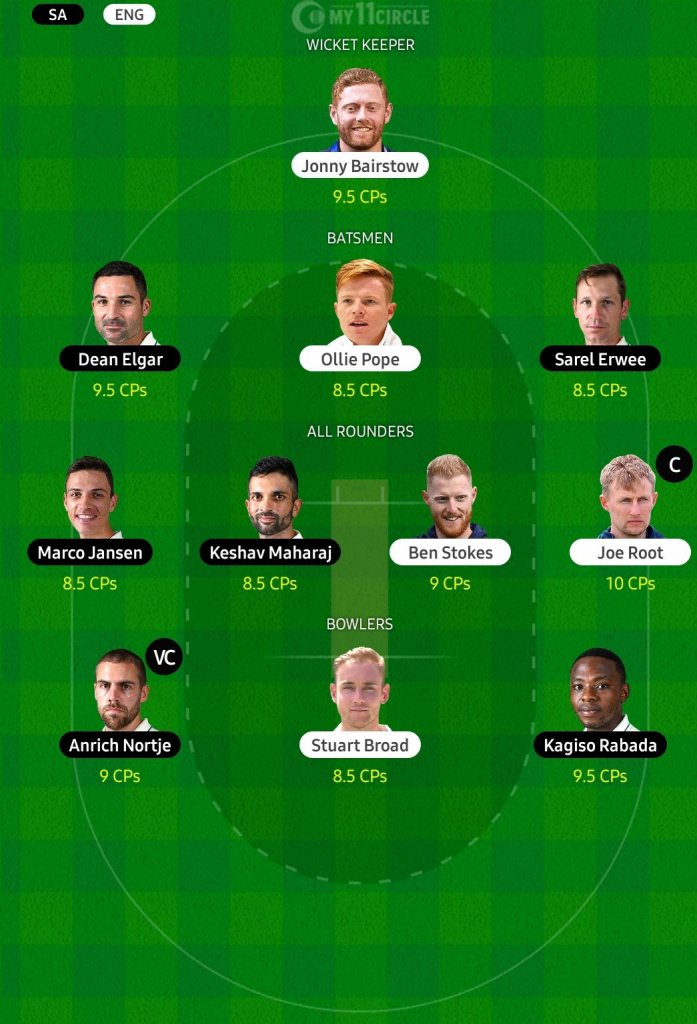 SA ENG
MY11CIRCLE
WICKET KEEPER
Jonny Bairstow
9.5 CPs
BATSMEN
Dean Elgar Ollie Pope Sarel Erwee
9.5 CPs 8.5 CPs 8.5 CPs
ALL ROUNDERS
C
Marco Jansen Keshav Maharaj Ben Stokes Joe Root
8.5 CPs 8.5 CPs 9 CPs 10 CPs
BOWLERS
VC
Anrich Nortje Stuart Broad Kagiso Rabada
9 CPs 8.5 CPs 9.5 CPs